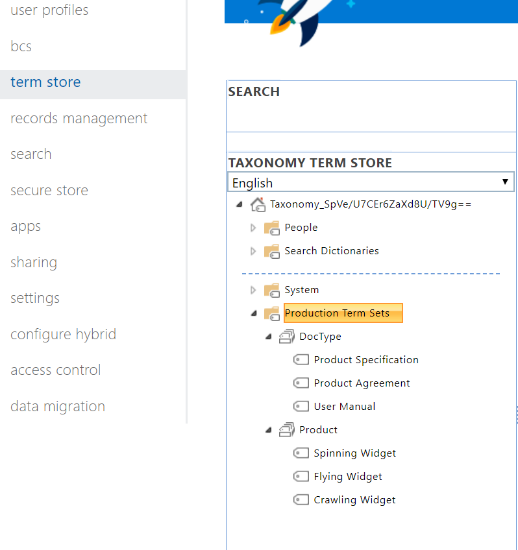 user profiles
bcs
term store
records management
search
secure store
apps
sharing
settings
configure hybrid
access control
data migration
SEARCH
TAXONOMY TERM STORE
English
Taxonomy_SpVe/U7CEr6ZaXd8U/TV9g==
People
Search Dictionaries
System
Production Term Sets
DocType
Product Specification
Product Agreement
User Manual
Product
Spinning Widget
Flying Widget
Crawling Widget